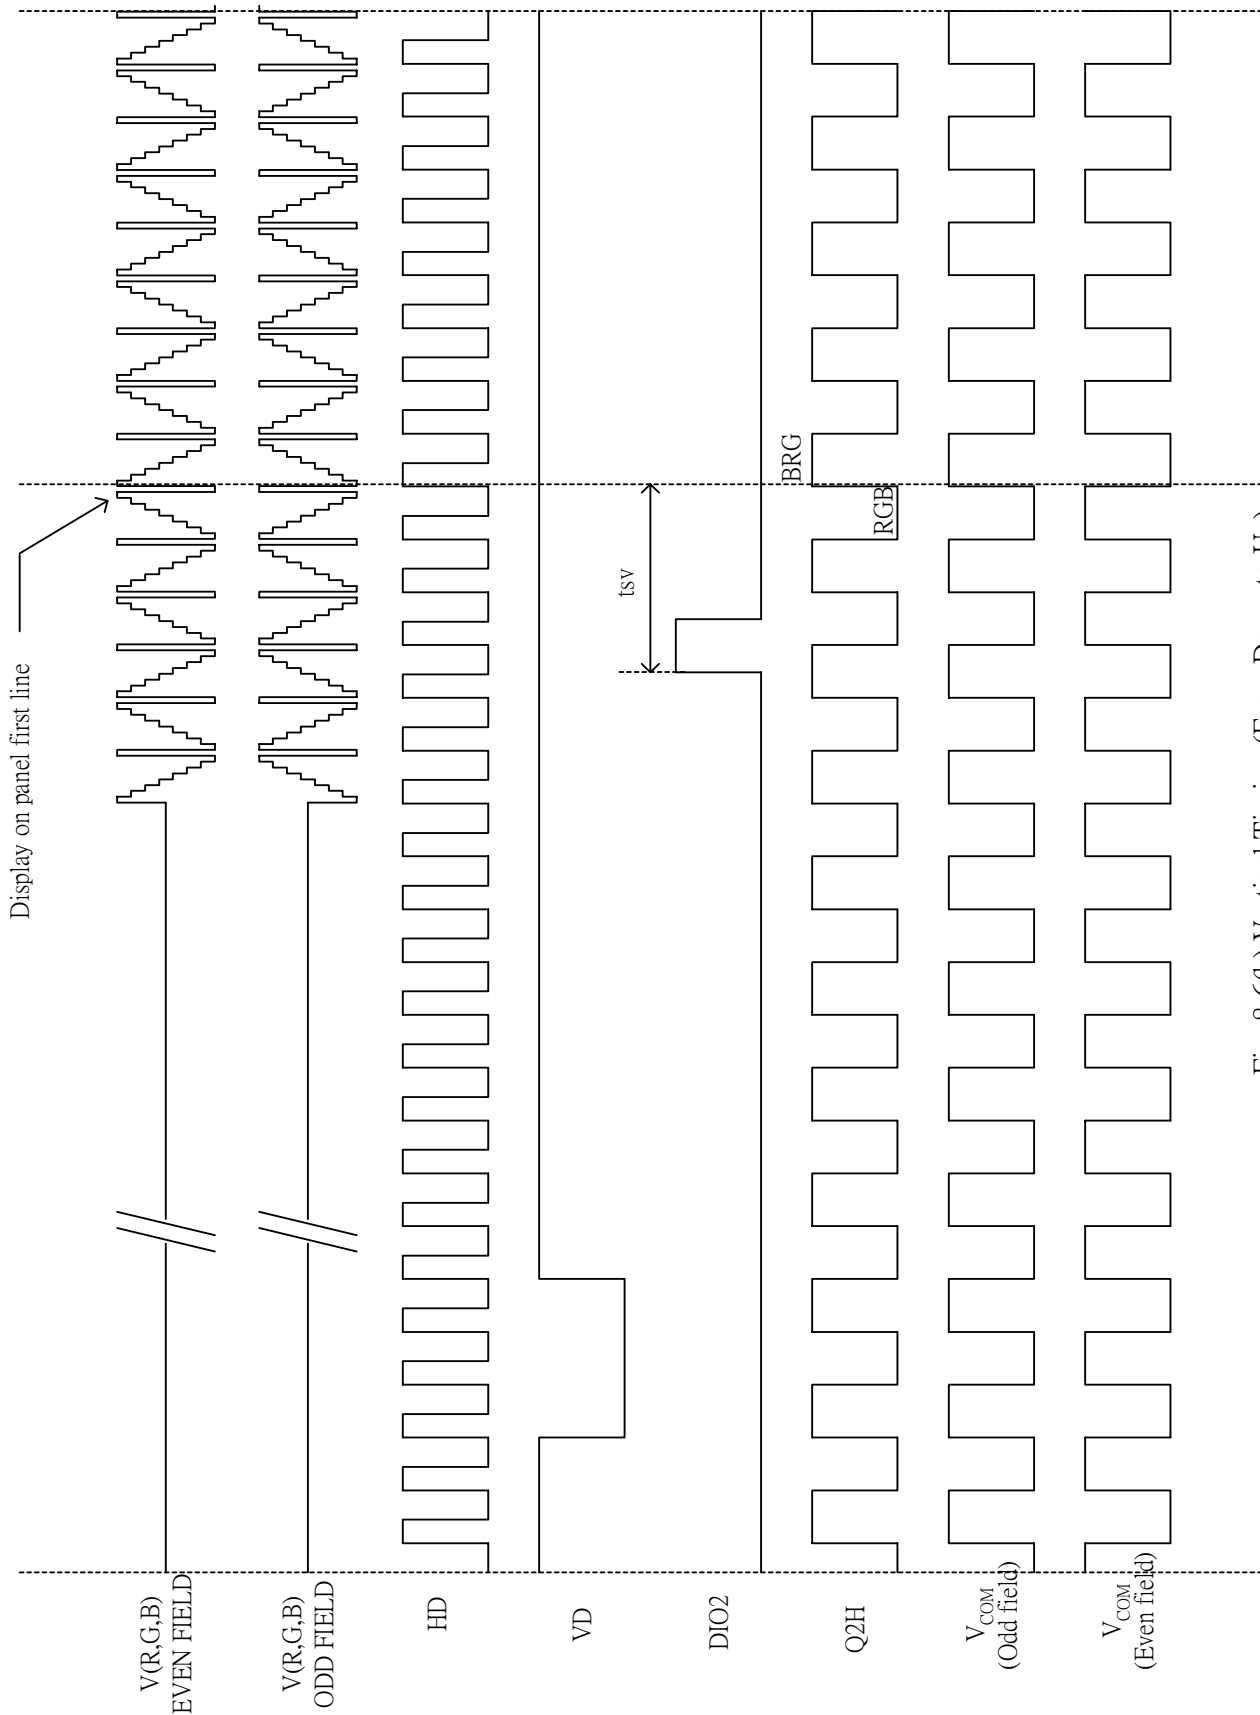 Display on panel first line
V(R,G,B)
EVEN FIELD
V(R,G,B)
ODD FIELD
HD
VD
tsv
DIO2
BRG
RGB
Q2H
VCOM
(Odd field)
VCOM
(Even field)